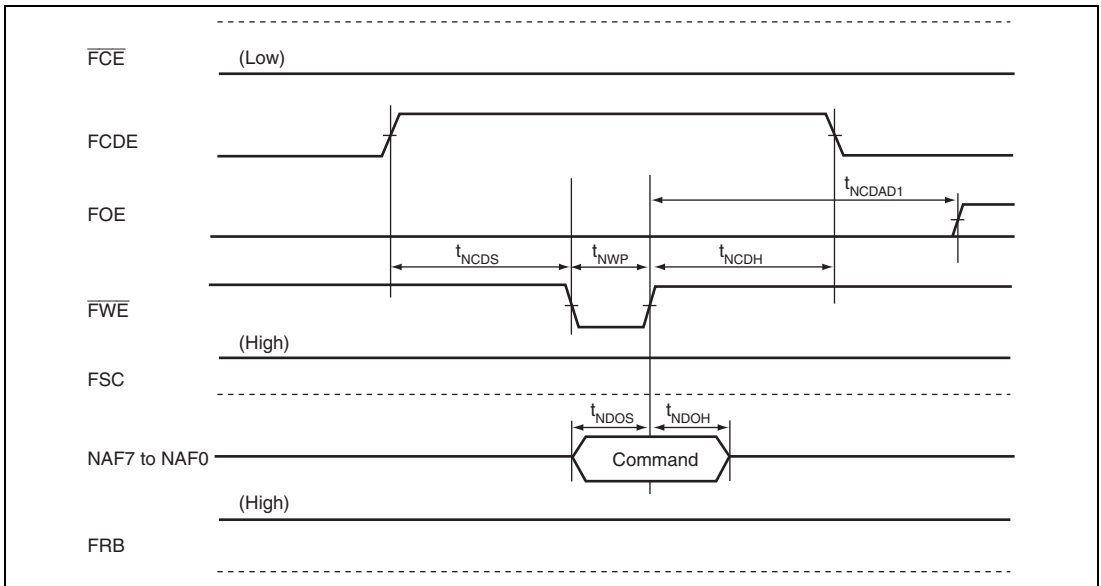 FCE
(Low)
FCDE
tNCDAD1
FOE
tNCDS
tNWP
tNCDH
FWE
(High)
FSC
tNDOS
tNDOH
NAF7 to NAF0
Command
(High)
FRB